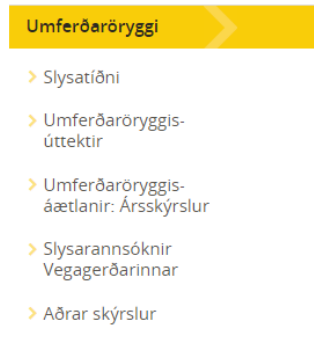 Umferðaröryggi
Slysatíðni
Umferðaröryggis-
úttektir
Umferðaröryggis-
áætlanir: Ársskýrslur
Slysarannsóknir
Vegagerðarinnar
Aðrar skýrslur